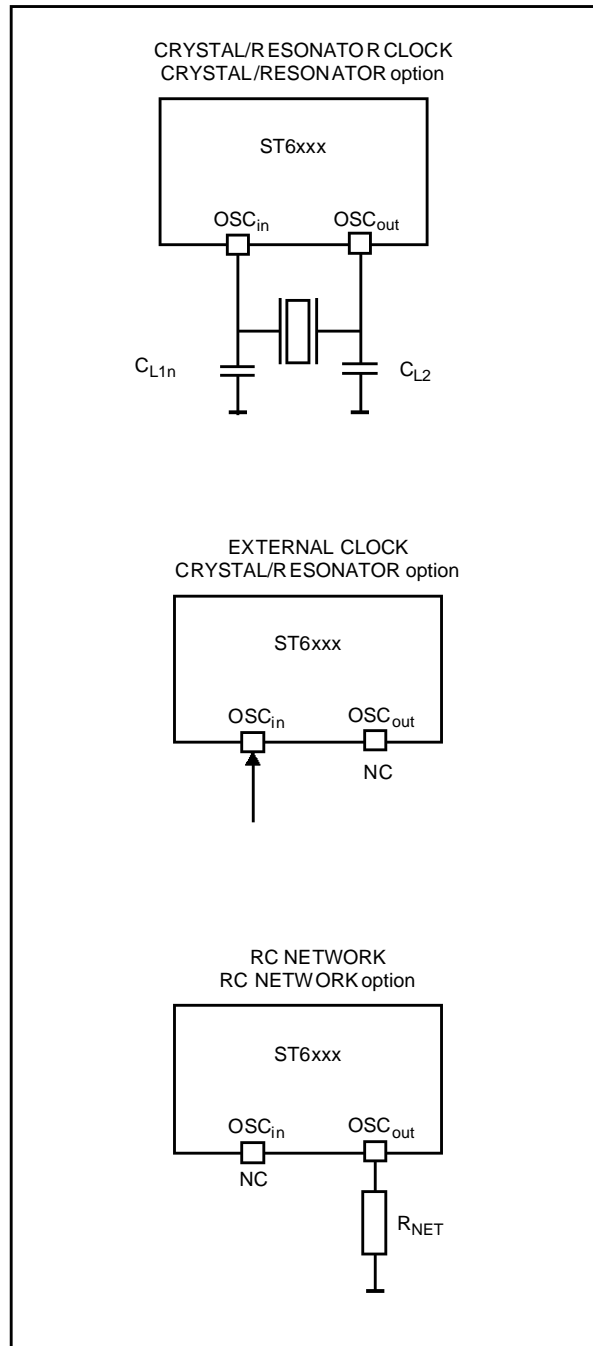 CRYSTAL/RESONATOR CLOCK
CRYSTAL/RESONATOR option
ST6xxx
OSCin OSCout
CL1n CL2
EXTERNAL CLOCK
CRYSTAL/RESONATOR option
ST6xxx
OSCin OSCout
NC
RC NETWORK
RC NETWORK option
ST6xxx
OSCin OSCout
NC
RNET